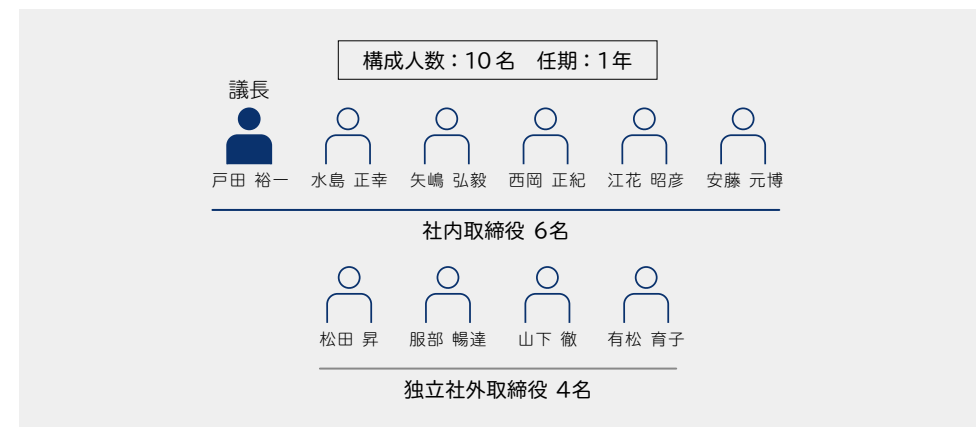 構成人数：10名　任期：1年
議長
戸田 裕一 水島 正幸 矢嶋 弘毅 西岡 正紀 江花 昭彦 安藤 元博
社内取締役 6名
松田 昇 服部 暢達 山下 徹 有松 育子
独立社外取締役 4名